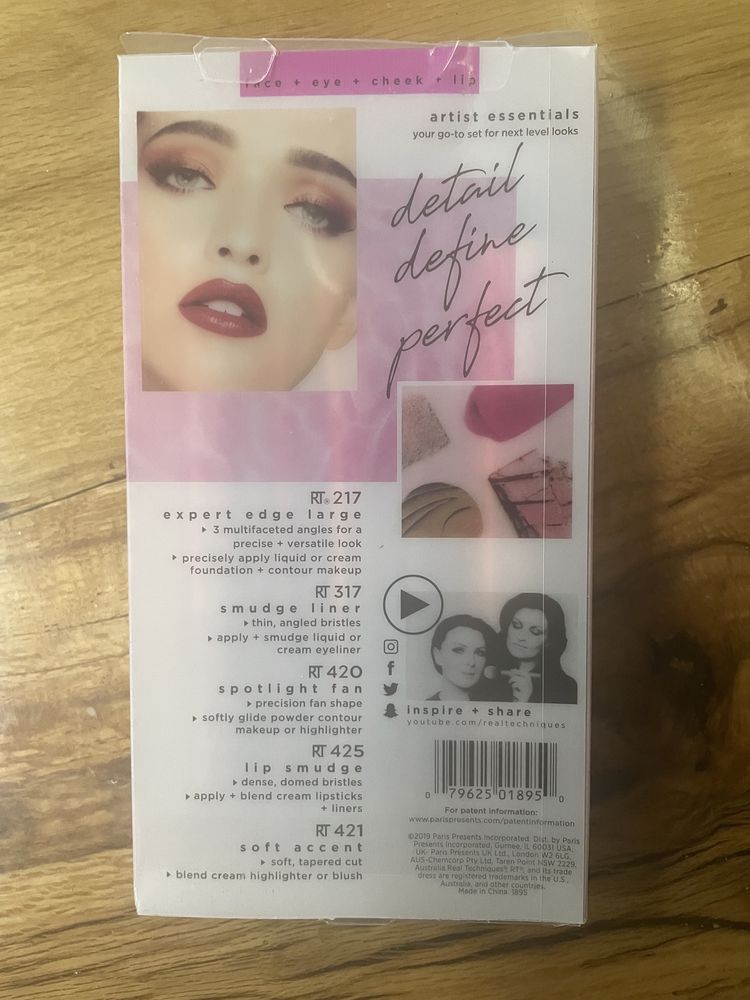 face + eye + cheek + lip
artist essentials
your go-to set for next level looks
detail
define
perfect
RT® 217
expert edge large
▸ 3 multifaceted angles for a
precise + versatile look
▸ precisely apply liquid or cream
foundation + contour makeup
RT 317
smudge liner
▸ thin, angled bristles
▸ apply + smudge liquid or
cream eyeliner
RT 420
spotlight fan
▸ precision fan shape
▸ softly glide powder contour
makeup or highlighter
RT 425
lip smudge
▸ dense, domed bristles
▸ apply + blend cream lipsticks
+ liners
RT 421
soft accent
▸ soft, tapered cut
▸ blend cream highlighter or blush
f
inspire + share
youtube.com/realtechniques
0 79625 01895 0
For patent information:
www.parispresents.com/patentinformation
©2019 Paris Presents Incorporated. Dist. by Paris
Presents Incorporated, Gurnee, IL 60031 USA,
UK- Paris Presents UK Ltd., London, W2 6LG,
AUS-Chemcorp Pty Ltd, Taren Point NSW 2229,
Australia.Real Techniques®, RT®, and its trade
dress are registered trademarks in the U.S.,
Australia, and other countries.
Made in China. 1895